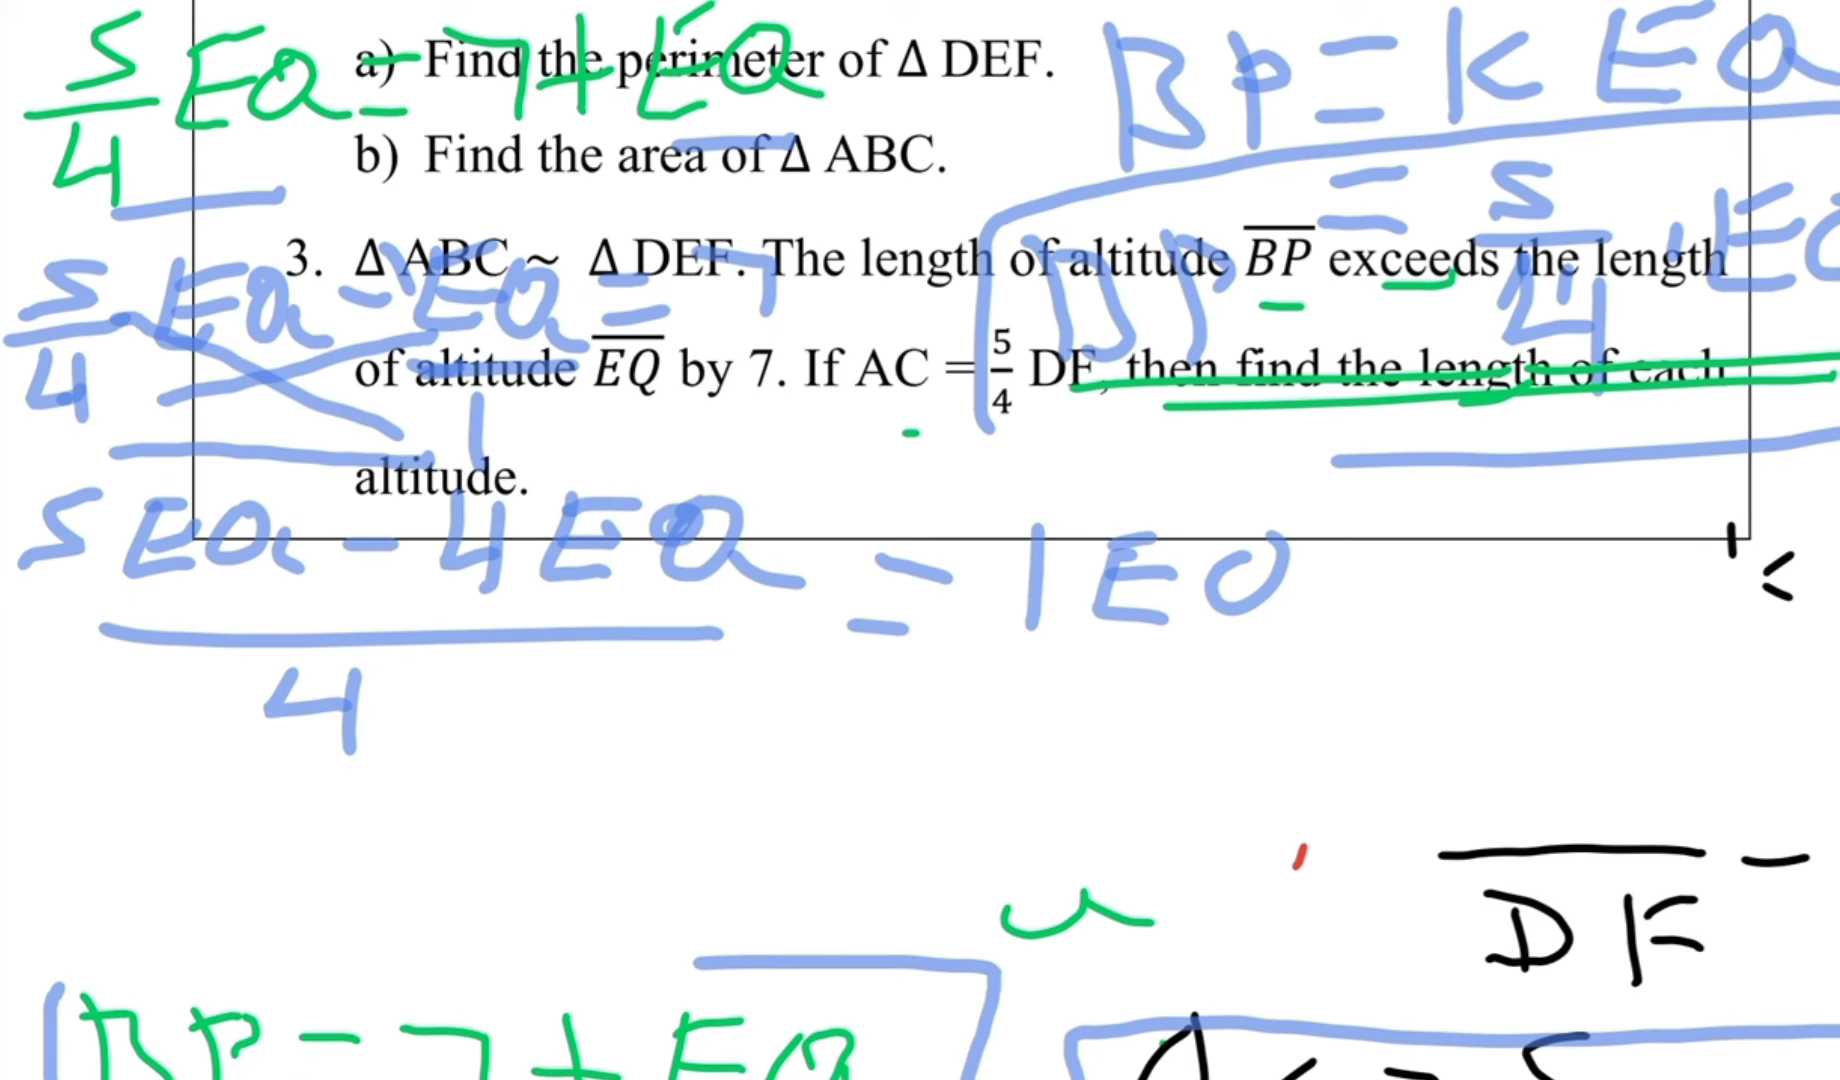 a) Find the perimeter of Δ DEF.
b) Find the area of Δ ABC.
3. Δ ABC ~ Δ DEF. The length of altitude BP exceeds the length
of altitude EQ by 7. If AC = 5/4 DF, then find the length of each
altitude.
5/4 EQ = 7 + EQ
BP = K EQ
= 5/4 . EQ
5/4 EQ - EQ = 7
5EQ - 4EQ = 1EQ
4
DF
BP = 7 + EQ